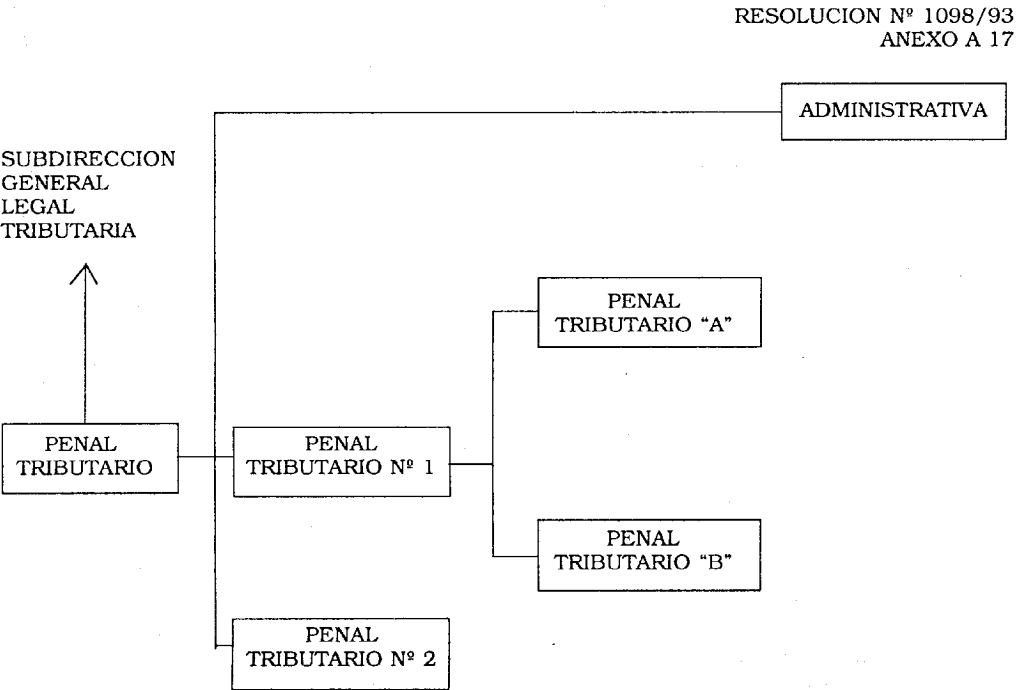 RESOLUCION Nº 1098/93
ANEXO A 17
ADMINISTRATIVA
SUBDIRECCION
GENERAL
LEGAL
TRIBUTARIA
PENAL
TRIBUTARIO "A"
PENAL
TRIBUTARIO
PENAL
TRIBUTARIO Nº 1
PENAL
TRIBUTARIO "B"
PENAL
TRIBUTARIO Nº 2